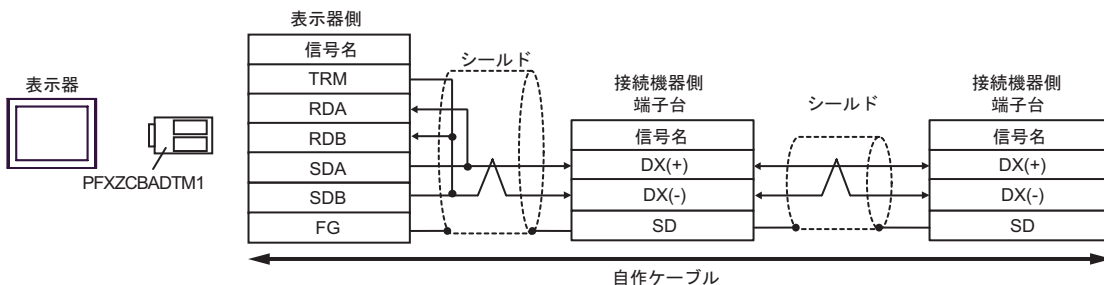 表示器
PFXZCBADTM1
表示器側
信号名
TRM
RDA
RDB
SDA
SDB
FG
シールド
接続機器側
端子台
信号名
DX(+)
DX(-)
SD
シールド
接続機器側
端子台
信号名
DX(+)
DX(-)
SD
自作ケーブル